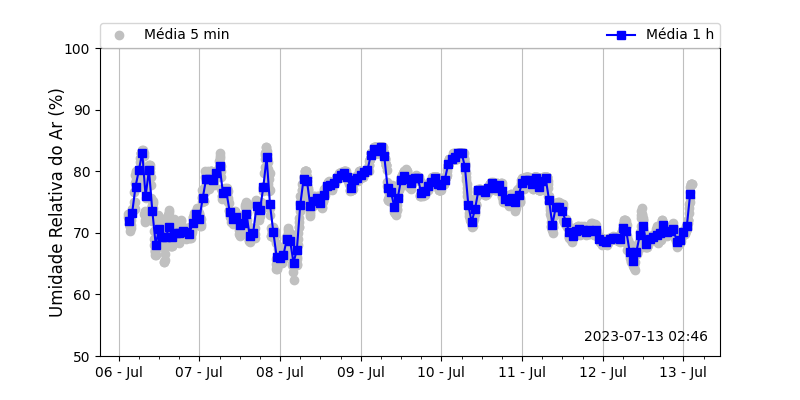 Média 5 min
Média 1 h
Umidade Relativa do Ar (%)
100
90
80
70
60
50
2023-07-13 02:46
06 - Jul
07 - Jul
08 - Jul
09 - Jul
10 - Jul
11 - Jul
12 - Jul
13 - Jul